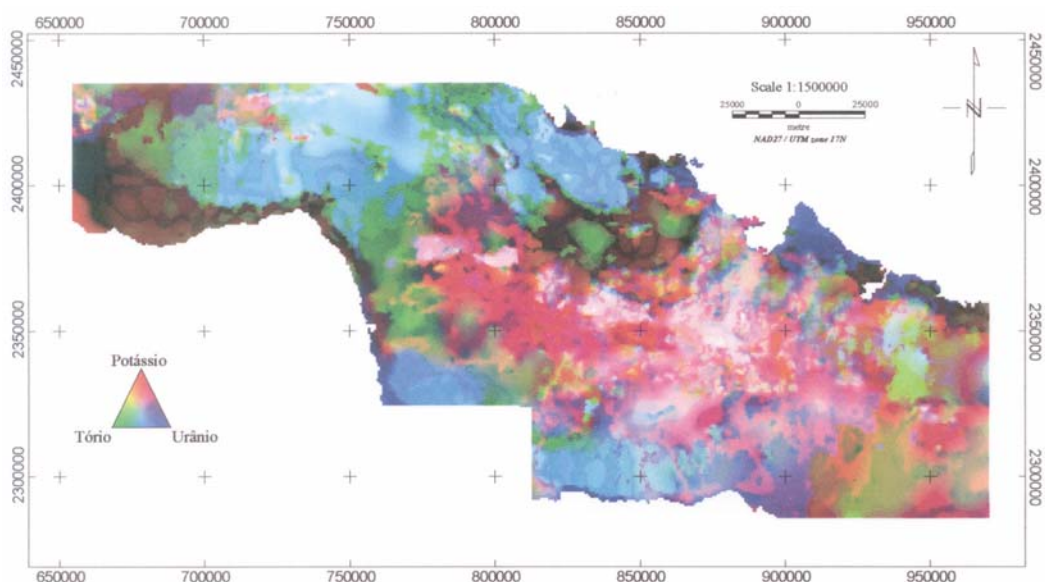 650000 700000 750000 800000 850000 900000 950000
2450000 2450000
Scale 1:1500000
25000 0 25000
metre
NAD27 / UTM zone 17N
N
2400000 2400000
2350000 2350000
Potássio
Tório Urânio
2300000 2300000
650000 700000 750000 800000 850000 900000 950000